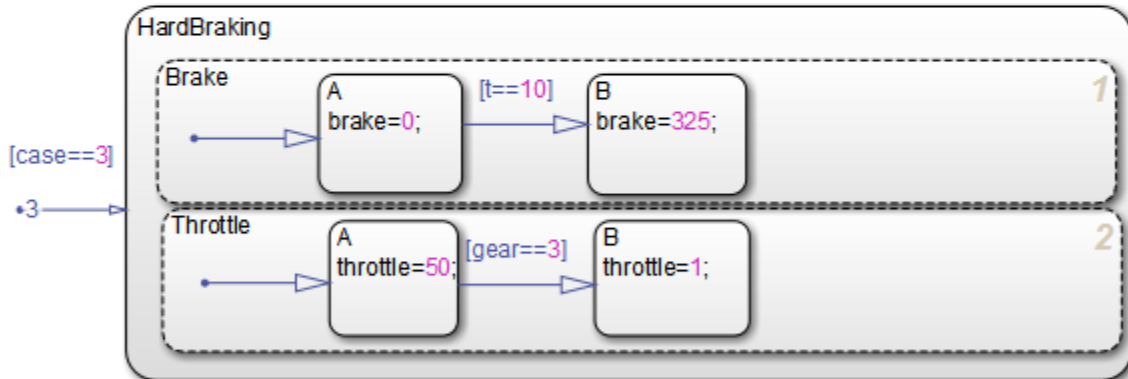 HardBraking
Brake
1
A
brake=0;
[t==10]
B
brake=325;
[case==3]
3
Throttle
2
A
throttle=50;
[gear==3]
B
throttle=1;